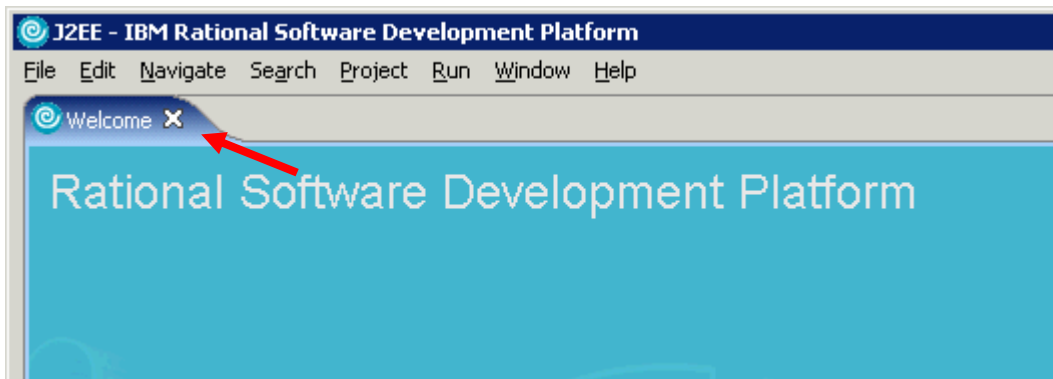 J2EE - IBM Rational Software Development Platform
File Edit Navigate Search Project Run Window Help
Welcome
Rational Software Development Platform